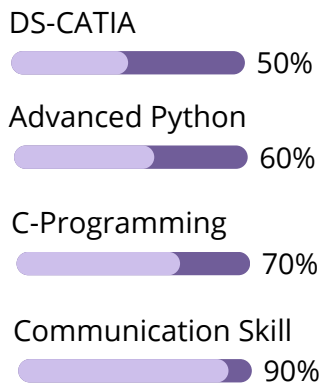 DS-CATIA
50%
Advanced Python
60%
C-Programming
70%
Communication Skill
90%